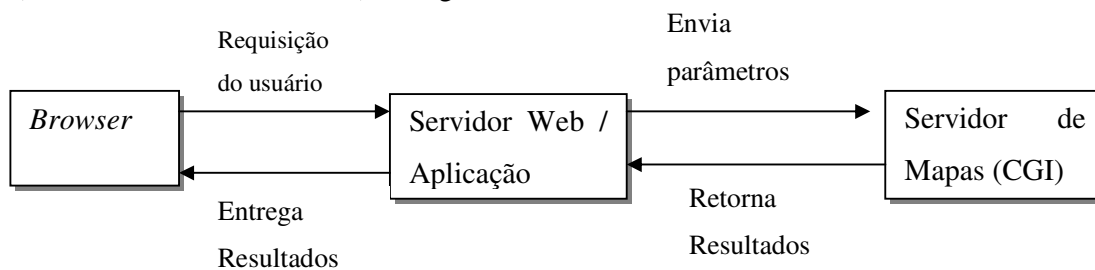 Requisição
do usuário
Envia
parâmetros
Browser
Servidor Web /
Aplicação
Servidor de
Mapas (CGI)
Entrega
Resultados
Retorna
Resultados